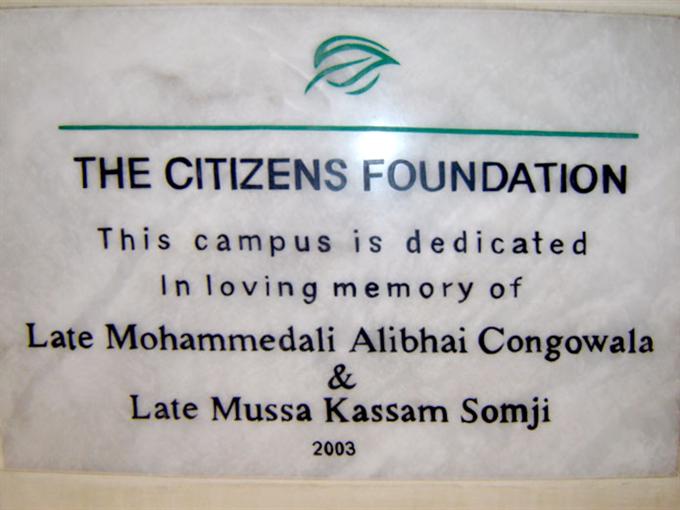 THE CITIZENS FOUNDATION
This campus is dedicated
In loving memory of
Late Mohammedali Alibhai Congowala
&
Late Mussa Kassam Somji
2003